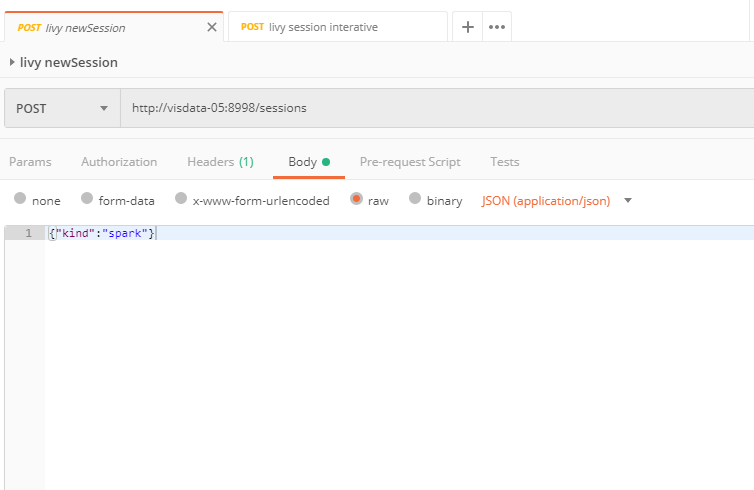 POST livy newSession POST livy session interative
livy newSession
POST http://visdata-05:8998/sessions
Params Authorization Headers (1) Body Pre-request Script Tests
none form-data x-www-form-urlencoded raw binary JSON (application/json)
1 {"kind":"spark"}